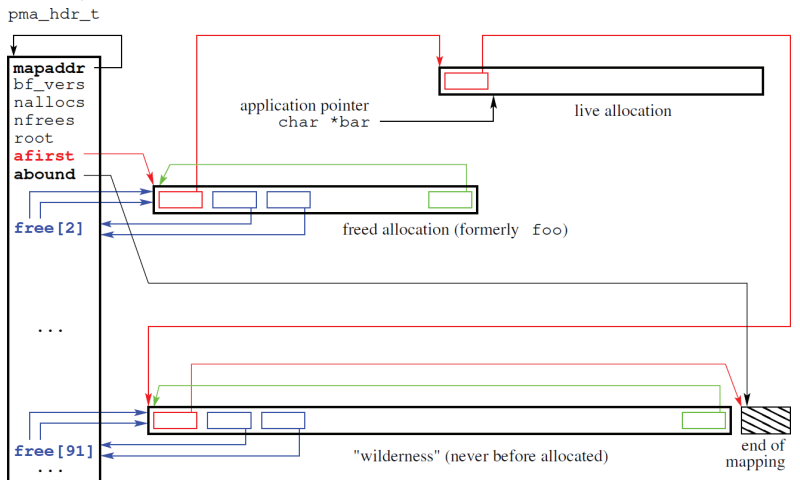 pma_hdr_t
mapaddr
bf_vers
nallocs
nfrees
root
afirst
abound
free[2]
...
free[91]
...
application pointer
char *bar
live allocation
freed allocation (formerly foo)
"wilderness" (never before allocated)
end of
mapping